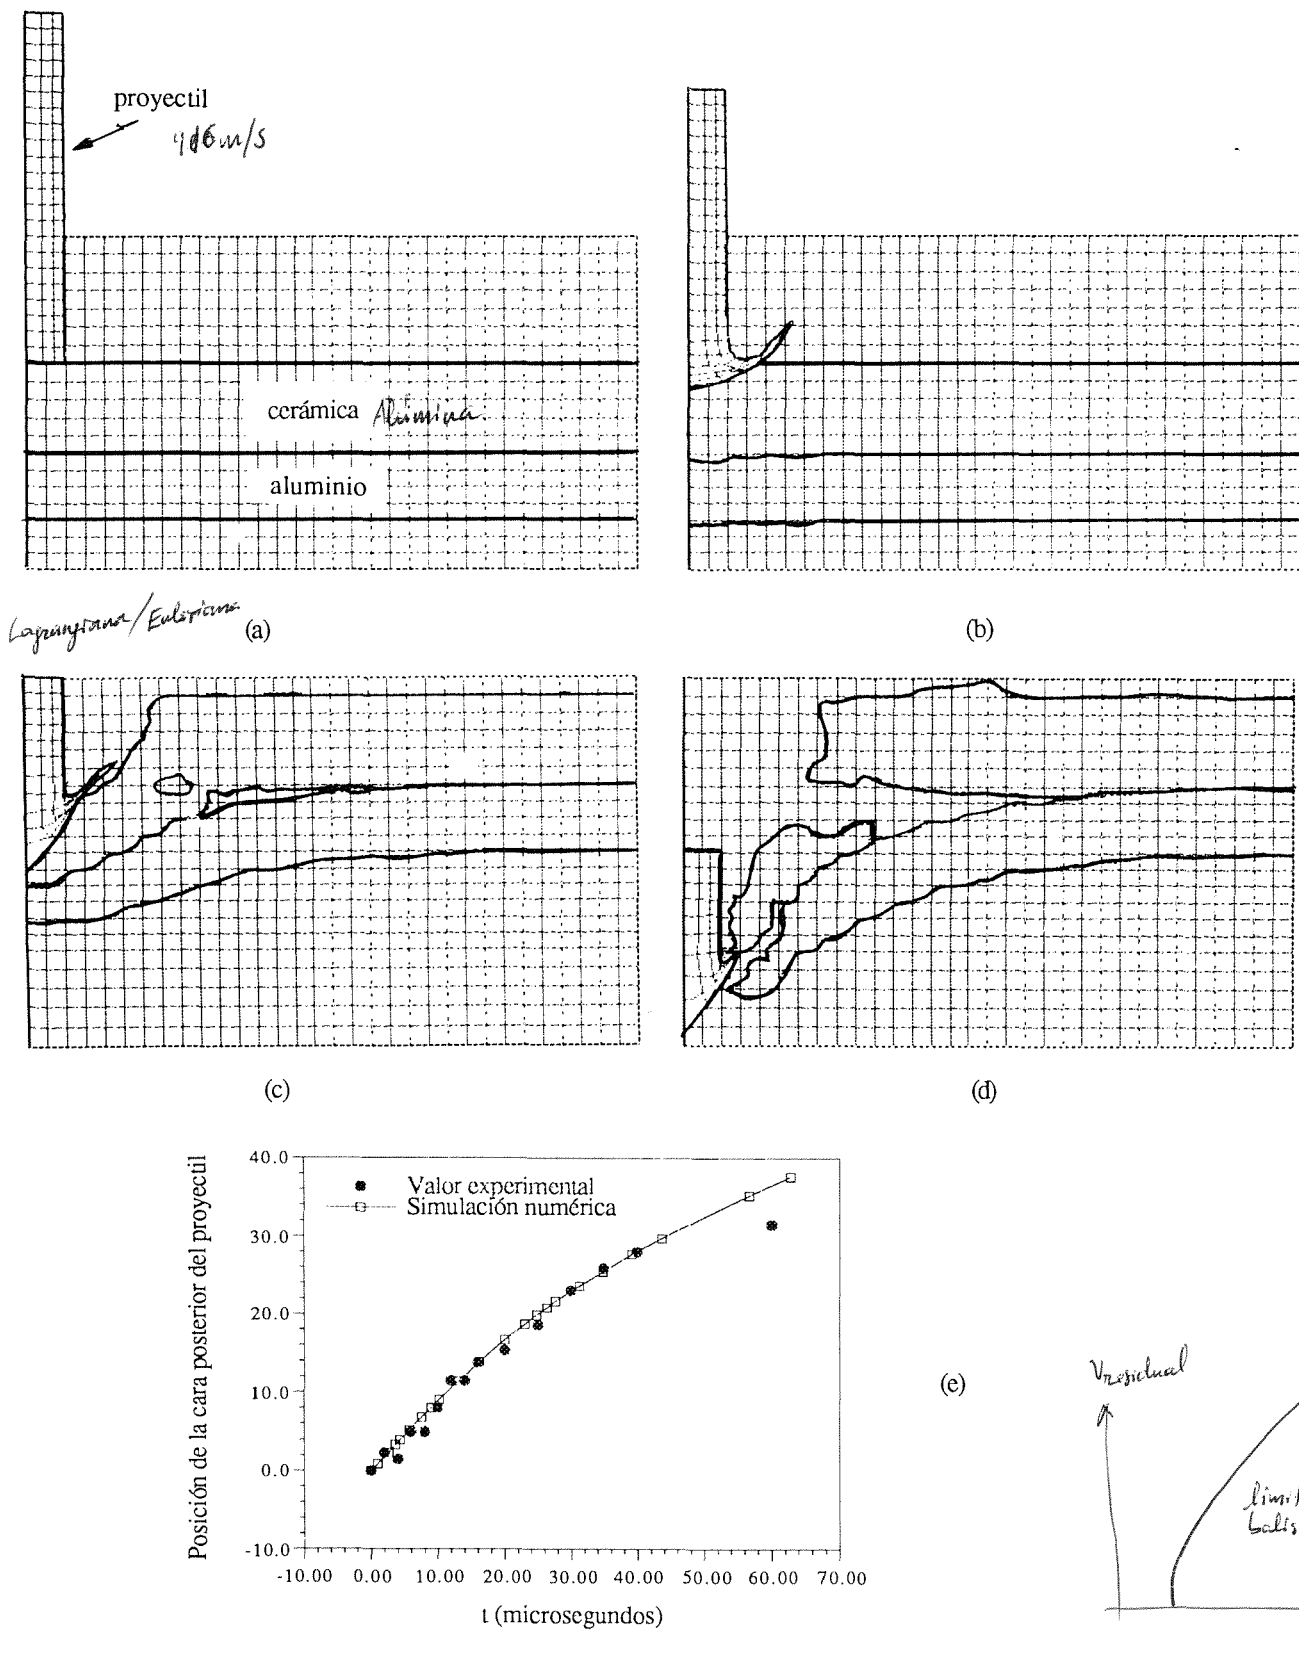 proyectil
m/s
cerámica Alúmina
aluminio
Lagrangiana/Euleriana
(a)
(b)
(c)
(d)
40.0
30.0
20.0
10.0
0.0
-10.0
Posición de la cara posterior del proyectil
Valor experimental
Simulación numérica
-10.00 0.00 10.00 20.00 30.00 40.00 50.00 60.00 70.00
t (microsegundos)
(e)
Vresidual